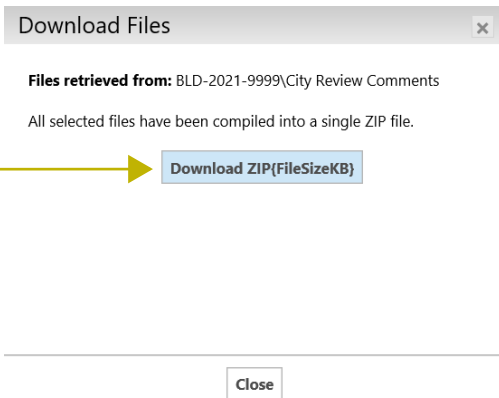 Download Files
Files retrieved from: BLD-2021-9999\City Review Comments
All selected files have been compiled into a single ZIP file.
Download ZIP{FileSizeKB}
Close